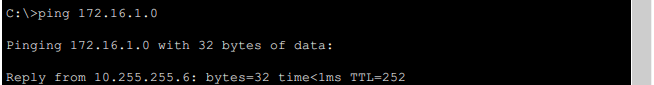 C:\>ping 172.16.1.0
Pinging 172.16.1.0 with 32 bytes of data:
Reply from 10.255.255.6: bytes=32 time<1ms TTL=252